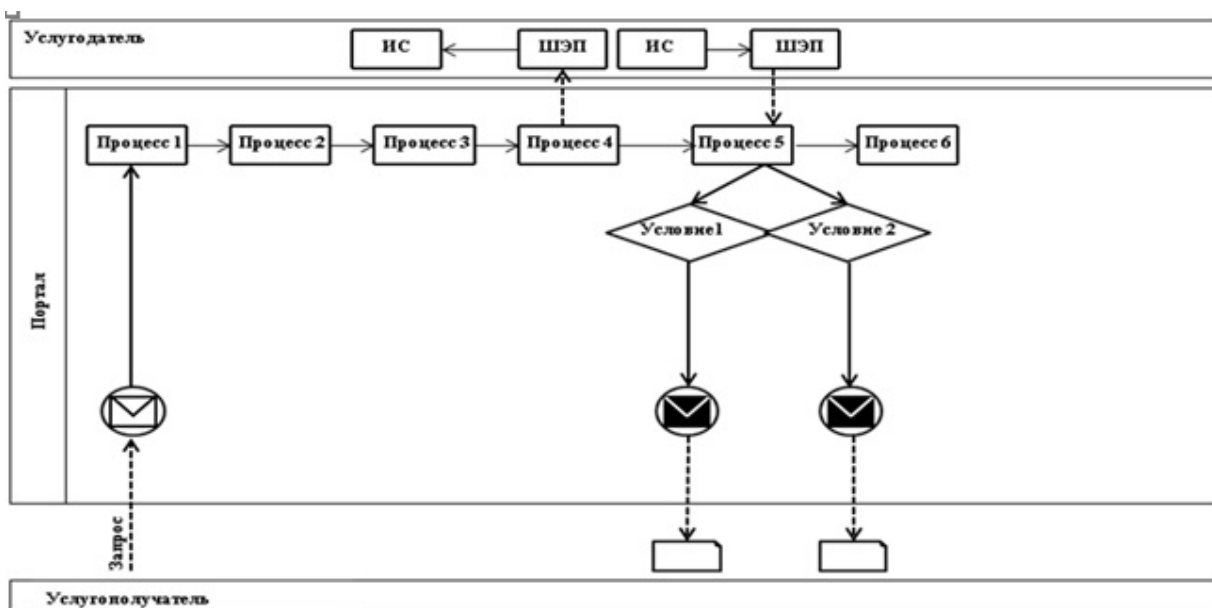 Услугодатель
ИС
ШЭП
ИС
ШЭП
Процесс 1
Процесс 2
Процесс 3
Процесс 4
Процесс 5
Процесс 6
Условие1
Условие 2
Портал
Запрос
Услугополучатель